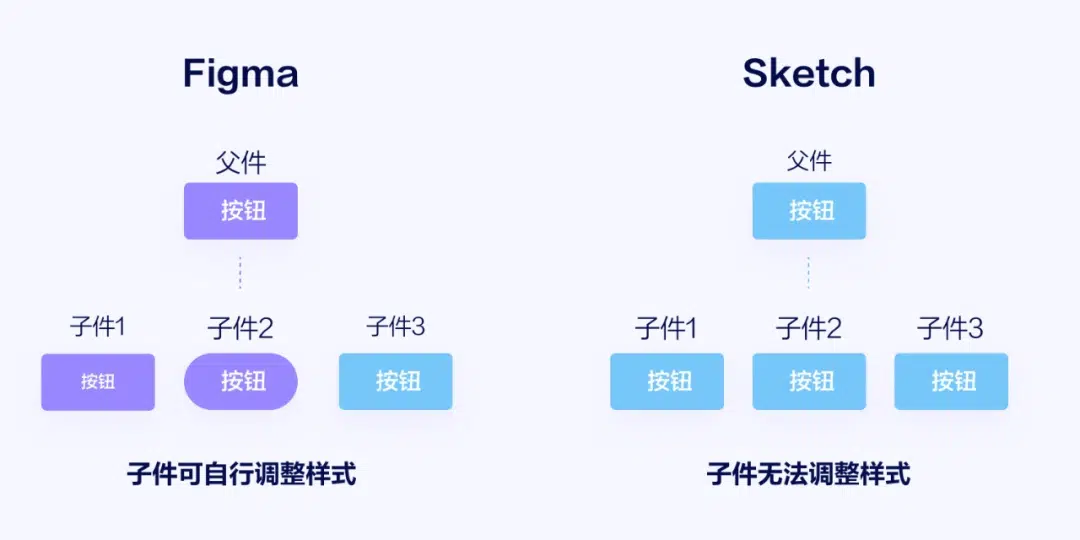 Figma
父件
按钮
子件1 子件2 子件3
按钮 按钮 按钮
子件可自行调整样式
Sketch
父件
按钮
子件1 子件2 子件3
按钮 按钮 按钮
子件无法调整样式